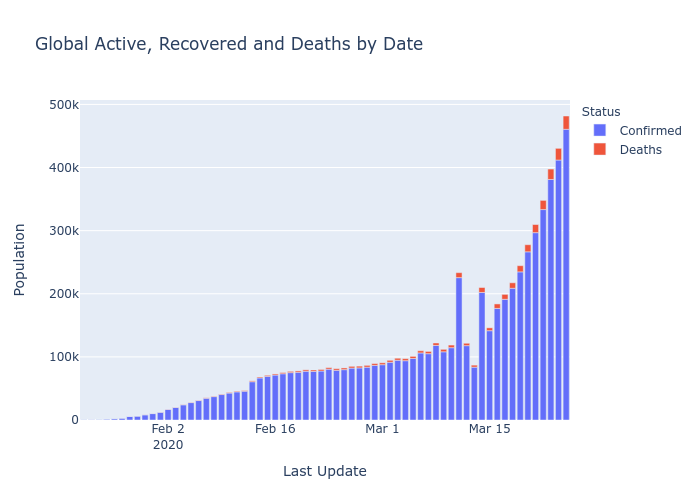 Global Active, Recovered and Deaths by Date
Status
Confirmed
Deaths
Population
500k
400k
300k
200k
100k
0
Feb 2
2020
Feb 16
Mar 1
Mar 15
Last Update